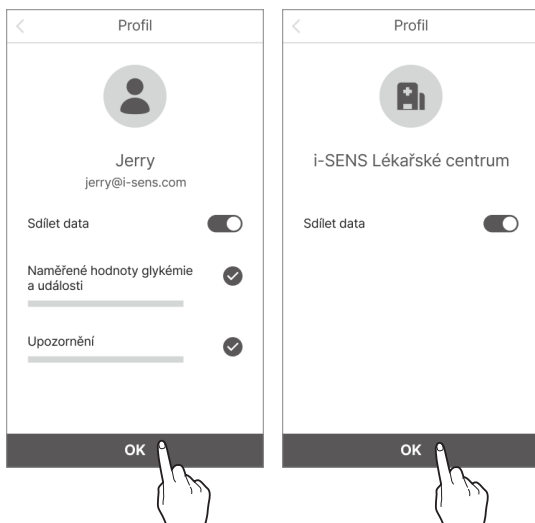 Profil
Jerry
jerry@i-sens.com
Sdílet data
Naměřené hodnoty glykémie
a události
Upozornění
OK
Profil
i-SENS Lékařské centrum
Sdílet data
OK